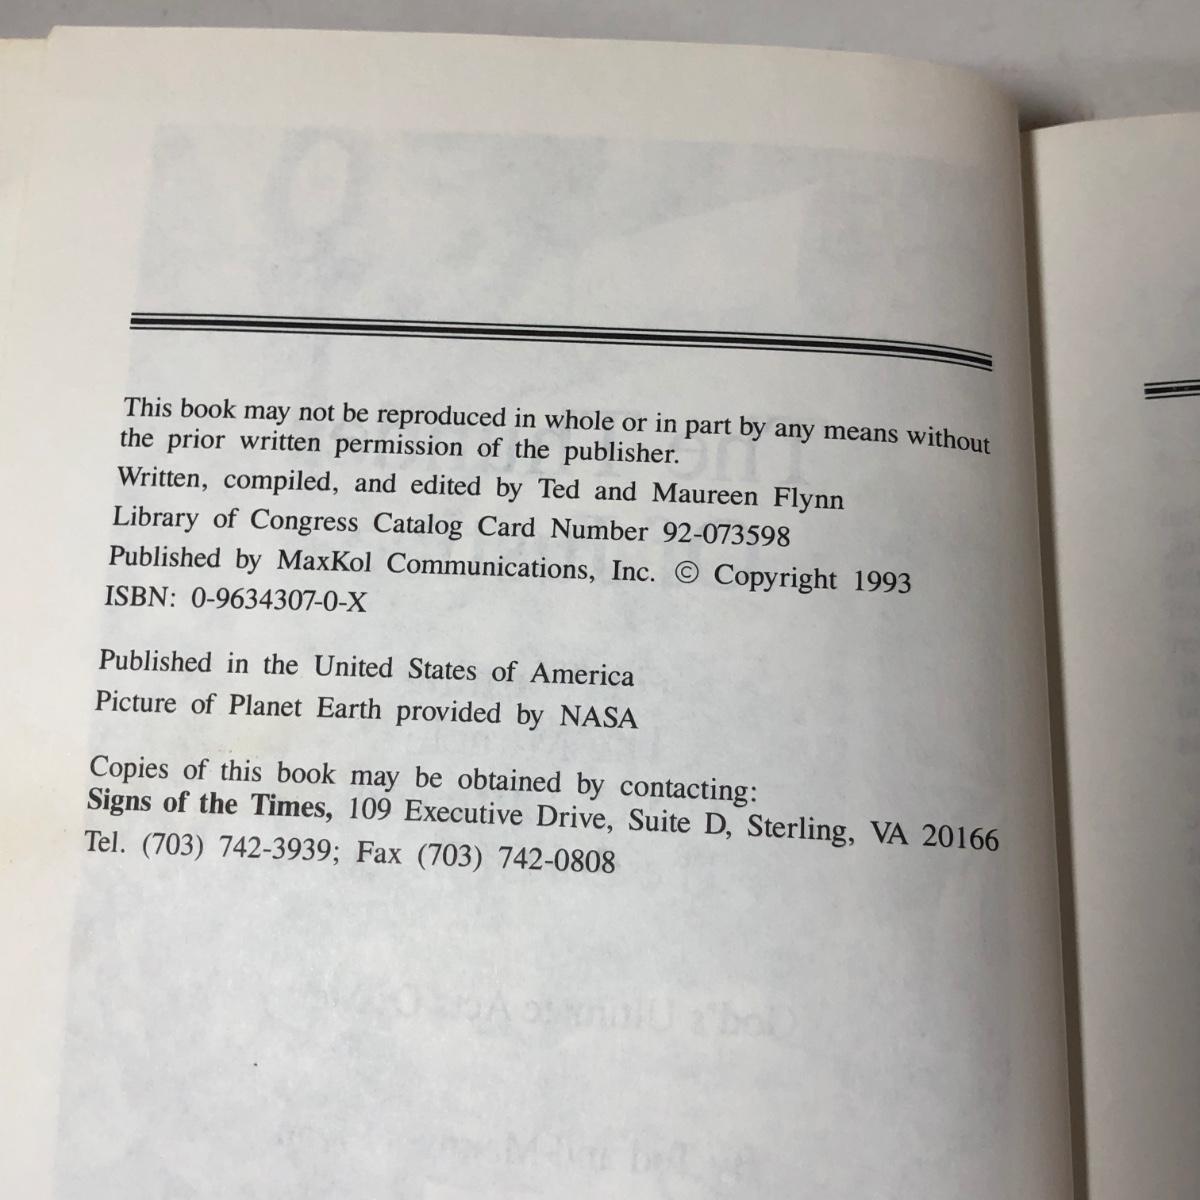 This book may not be reproduced in whole or in part by any means without
the prior written permission of the publisher.
Written, compiled, and edited by Ted and Maureen Flynn
Library of Congress Catalog Card Number 92-073598
Published by MaxKol Communications, Inc. © Copyright 1993
ISBN: 0-9634307-0-X
Published in the United States of America
Picture of Planet Earth provided by NASA
Copies of this book may be obtained by contacting:
Signs of the Times, 109 Executive Drive, Suite D, Sterling, VA 20166
Tel. (703) 742-3939; Fax (703) 742-0808